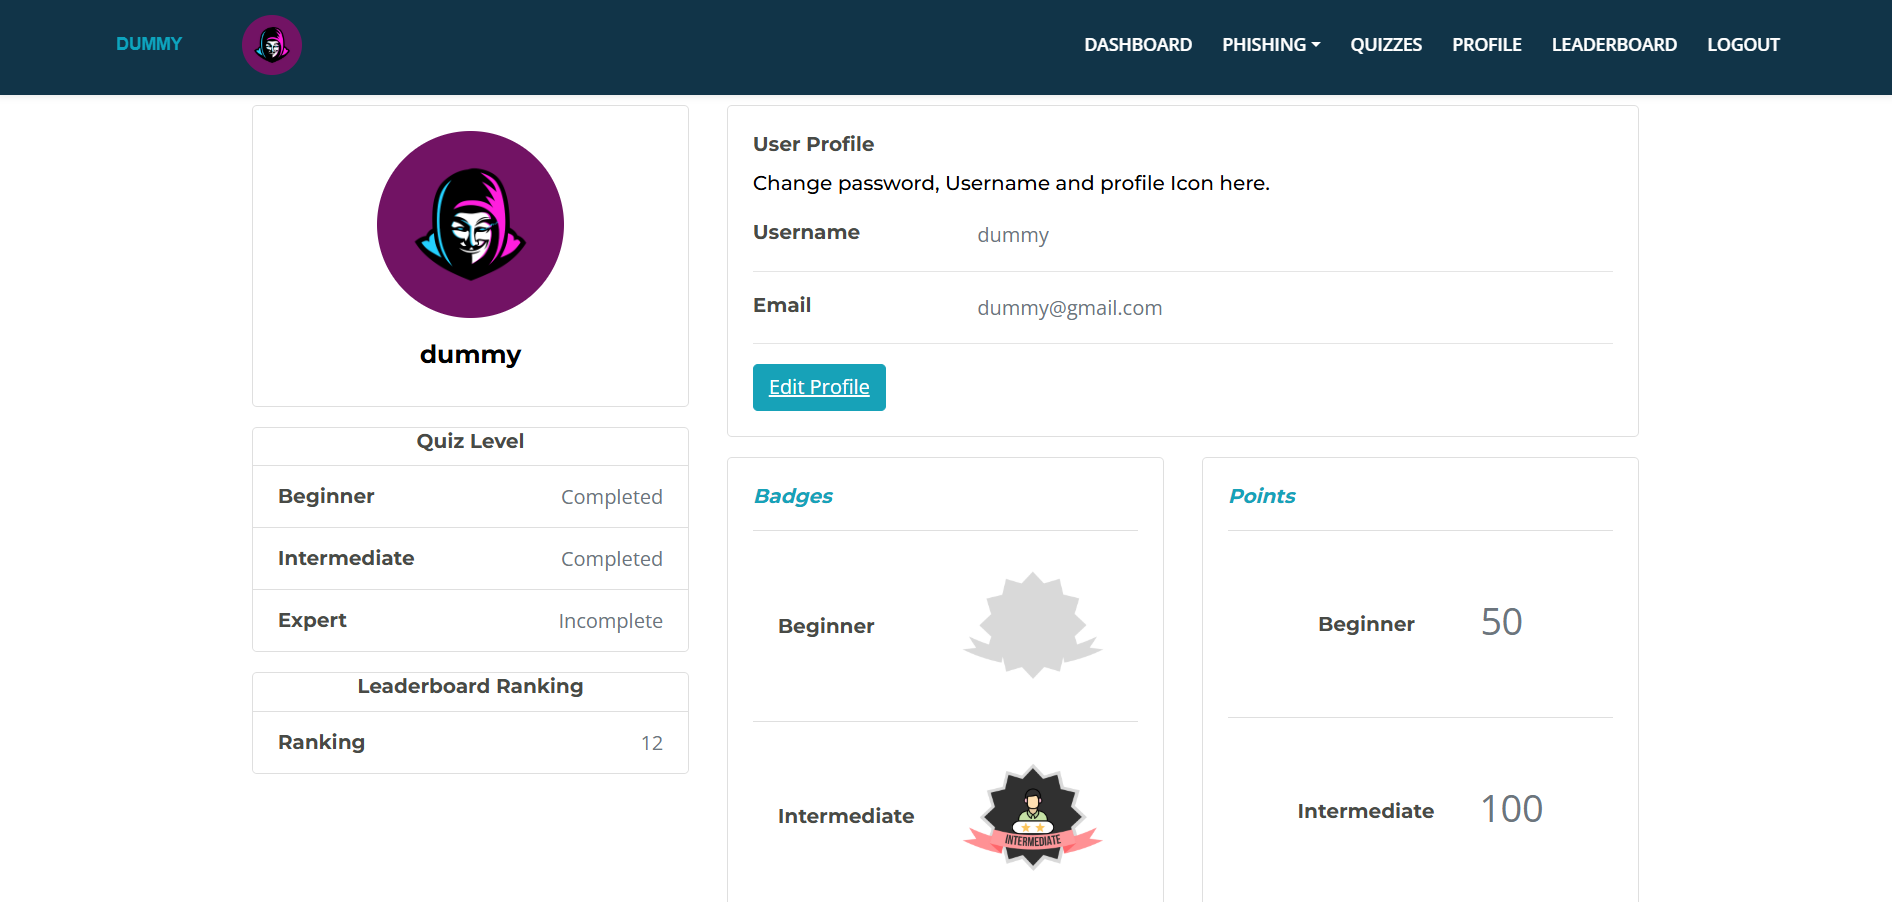 DUMMY
DASHBOARD PHISHING QUIZZES PROFILE LEADERBOARD LOGOUT
dummy
Quiz Level
Beginner Completed
Intermediate Completed
Expert Incomplete
Leaderboard Ranking
Ranking 12
User Profile
Change password, Username and profile Icon here.
Username dummy
Email dummy@gmail.com
Edit Profile
Badges
Beginner
Intermediate
INTERMEDIATE
Points
Beginner 50
Intermediate 100